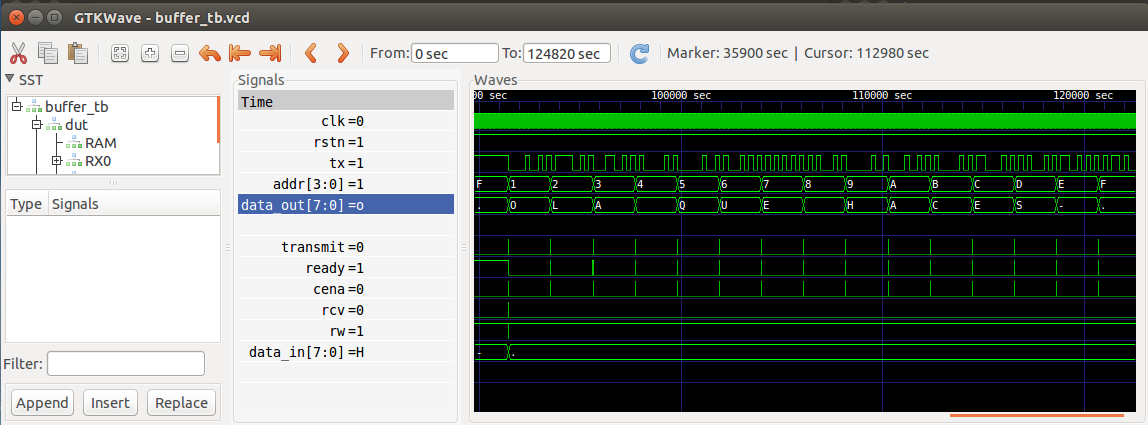 GTKWave - buffer_tb.vcd
From: 0 sec To: 124820 sec Marker: 35900 sec | Cursor: 112980 sec
SST
buffer_tb
dut
RAM
RX0
Type Signals
Filter:
Append Insert Replace
Signals
Time
clk=0
rstn=1
tx=1
addr[3:0]=1
data_out[7:0]=o
transmit=0
ready=1
cena=0
rcv=0
rw=1
data_in[7:0]=H
Waves
00 sec 100000 sec 110000 sec 120000 sec
F 1 2 3 4 5 6 7 8 9 A B C D E F
. O L A Q U E H A C E S - .
- .